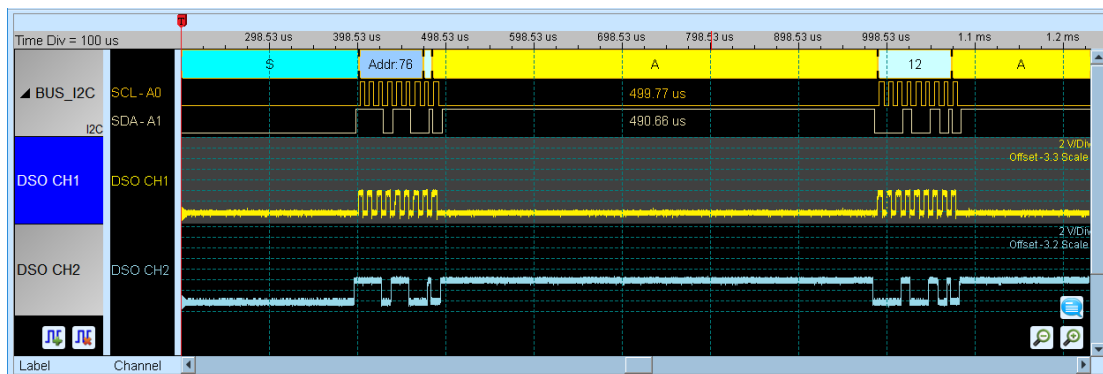 Time Div = 100 us
298.53 us 398.53 us 498.53 us 598.53 us 698.53 us 798.53 us 898.53 us 998.53 us 1.1 ms 1.2 ms
S Addr:76 A 12 A
BUS_I2C SCL-A0 499.77 us
I2C SDA-A1 490.66 us
2 V/Div
Offset-3.3 Scale
DSO CH1 DSO CH1
2 V/Div
Offset-3.2 Scale
DSO CH2 DSO CH2
Label Channel